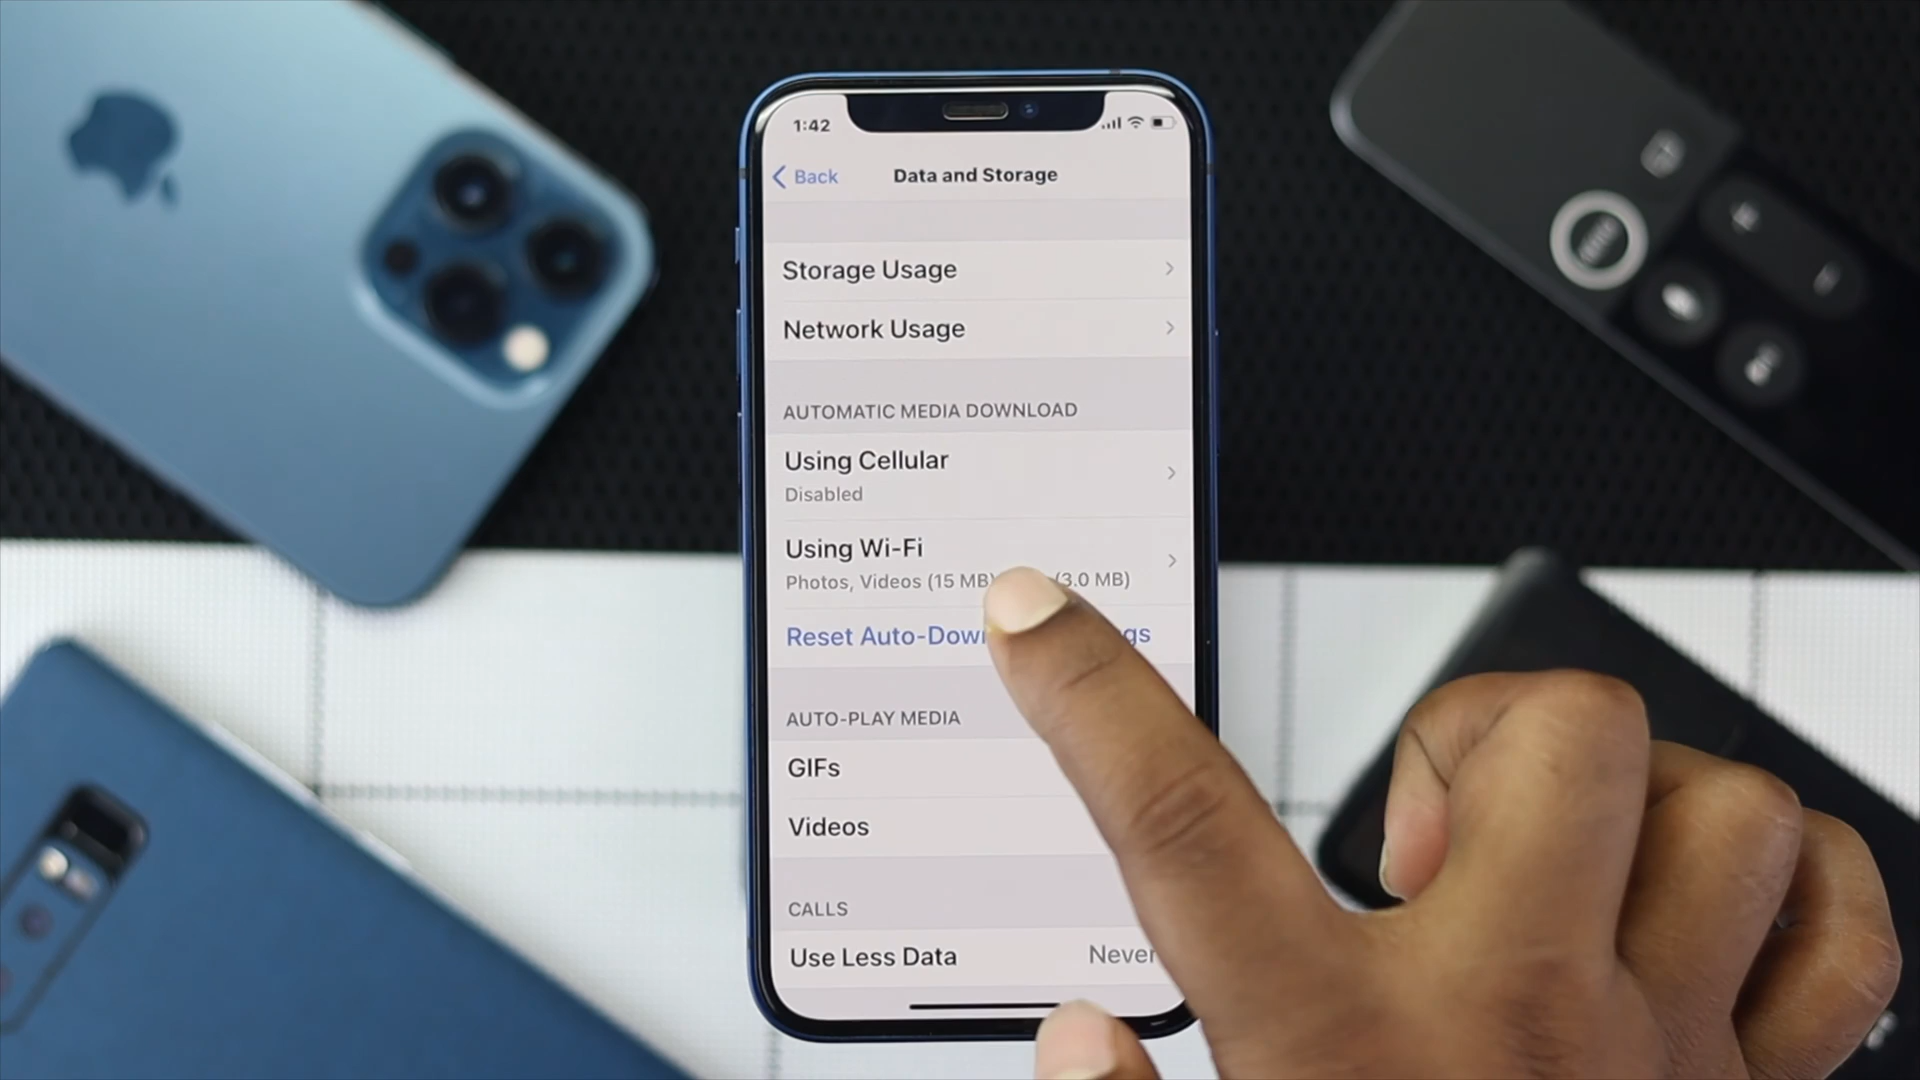 1:42
Back
Data and Storage
Storage Usage
Network Usage
AUTOMATIC MEDIA DOWNLOAD
Using Cellular
Disabled
Using Wi-Fi
Photos, Videos (15 MB) (3.0 MB)
Reset Auto-Down gs
AUTO-PLAY MEDIA
GIFs
Videos
CALLS
Use Less Data
Never